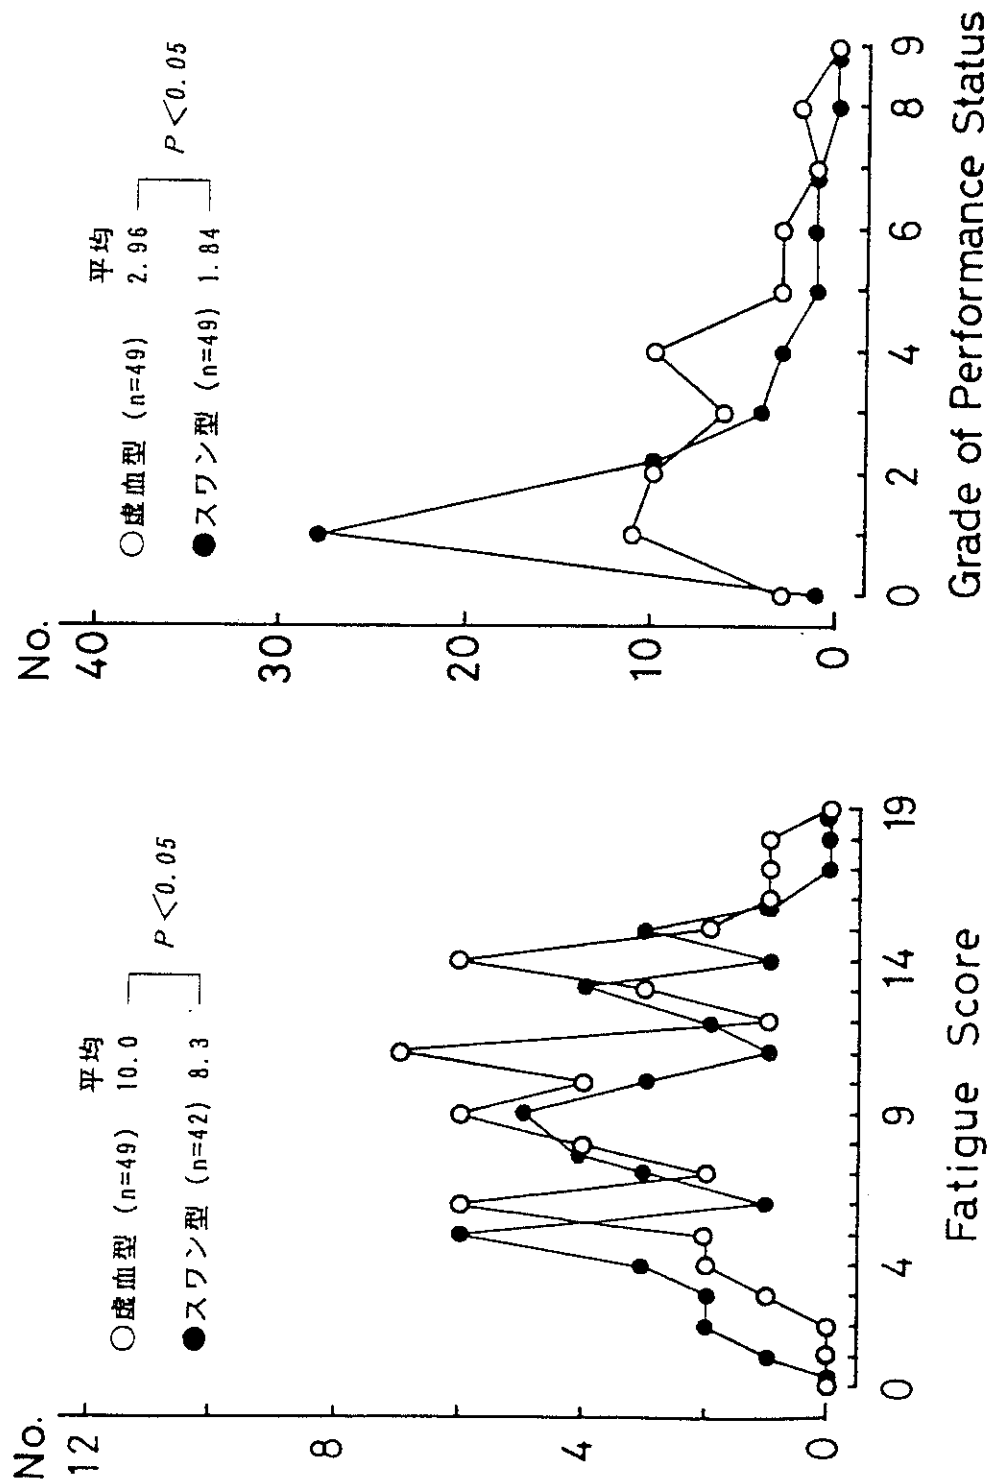 No.
12
8
4
0
平均
○虚血型 (n=49) 10.0
●スワン型 (n=42) 8.3
P<0.05
0 4 9 14 19
Fatigue Score
No.
40
30
20
10
0
平均
○虚血型 (n=49) 2.96
●スワン型 (n=49) 1.84
P<0.05
0 2 4 6 8 9
Grade of Performance Status